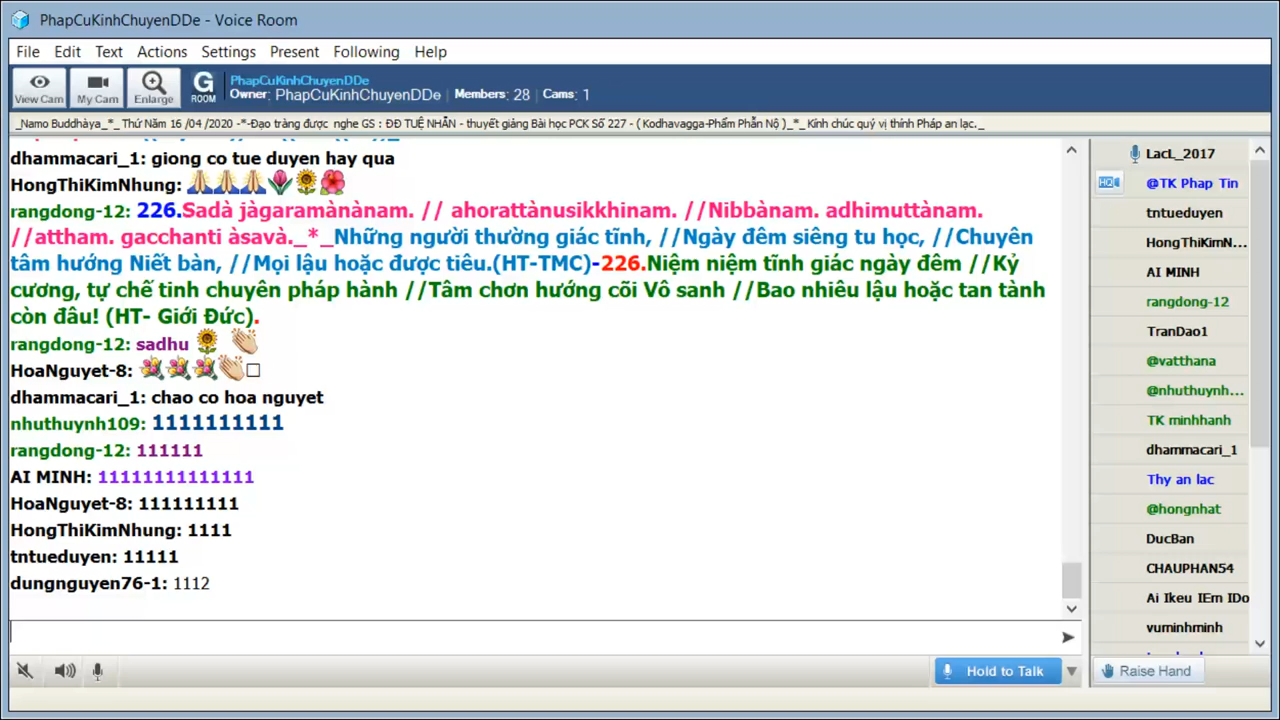 PhapCuKinhChuyenDDe - Voice Room
File Edit Text Actions Settings Present Following Help
View Cam My Cam Enlarge G ROOM
PhapCuKinhChuyenDDe
Owner: PhapCuKinhChuyenDDe Members: 28 Cams: 1
_Namo Buddhàya_*_ Thứ Năm 16 /04 /2020 -*-Đạo tràng được nghe GS : ĐĐ TUỆ NHẪN - thuyết giảng Bài học PCK Số 227 - ( Kodhavagga-Phẩm Phẫn Nộ )_*_ Kính chúc quý vị thính Pháp an lạc._
dhammacari_1: giong co tue duyen hay qua
HongThiKimNhung: 🙏🙏🙏🌷🌻🌺
rangdong-12: 226.Sadà jàgaramànànam. // ahorattànusikkhinam. //Nibbànam. adhimuttànam.
//attham. gacchanti àsavà._*_Những người thường giác tĩnh, //Ngày đêm siêng tu học, //Chuyên
tâm hướng Niết bàn, //Mọi lậu hoặc được tiêu.(HT-TMC)-226.Niệm niệm tĩnh giác ngày đêm //Kỷ
cương, tự chế tinh chuyên pháp hành //Tâm chơn hướng cõi Vô sanh //Bao nhiêu lậu hoặc tan tành
còn đâu! (HT- Giới Đức).
rangdong-12: sadhu 🌻 👏
HoaNguyet-8: 💐💐💐👏□
dhammacari_1: chao co hoa nguyet
nhuthuynh109: 1111111111
rangdong-12: 111111
AI MINH: 11111111111111
HoaNguyet-8: 111111111
HongThiKimNhung: 1111
tntueduyen: 11111
dungnguyen76-1: 1112
Hold to Talk
LacL_2017
HQ @TK Phap Tin
tntueduyen
HongThiKimN...
AI MINH
rangdong-12
TranDao1
@vatthana
@nhuthuynh...
TK minhhanh
dhammacari_1
Thy an lac
@hongnhat
DucBan
CHAUPHAN54
Ai Ikeu IEm IDo
vuminhminh
Raise Hand